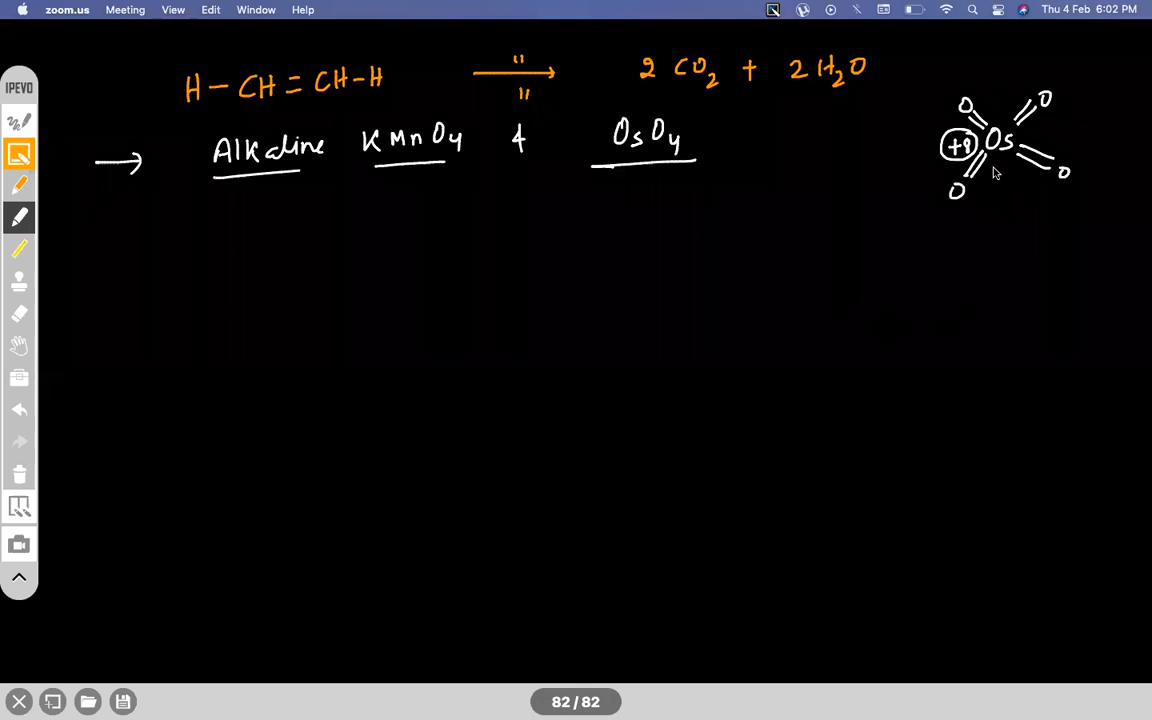 zoom.us Meeting View Edit Window Help Thu 4 Feb 6:02 PM
IPEVO
H - CH = CH - H → 2 CO2 + 2 H2O
" "
→ Alkaline KMnO4 & OsO4
O O
+8 Os
O O
82 / 82